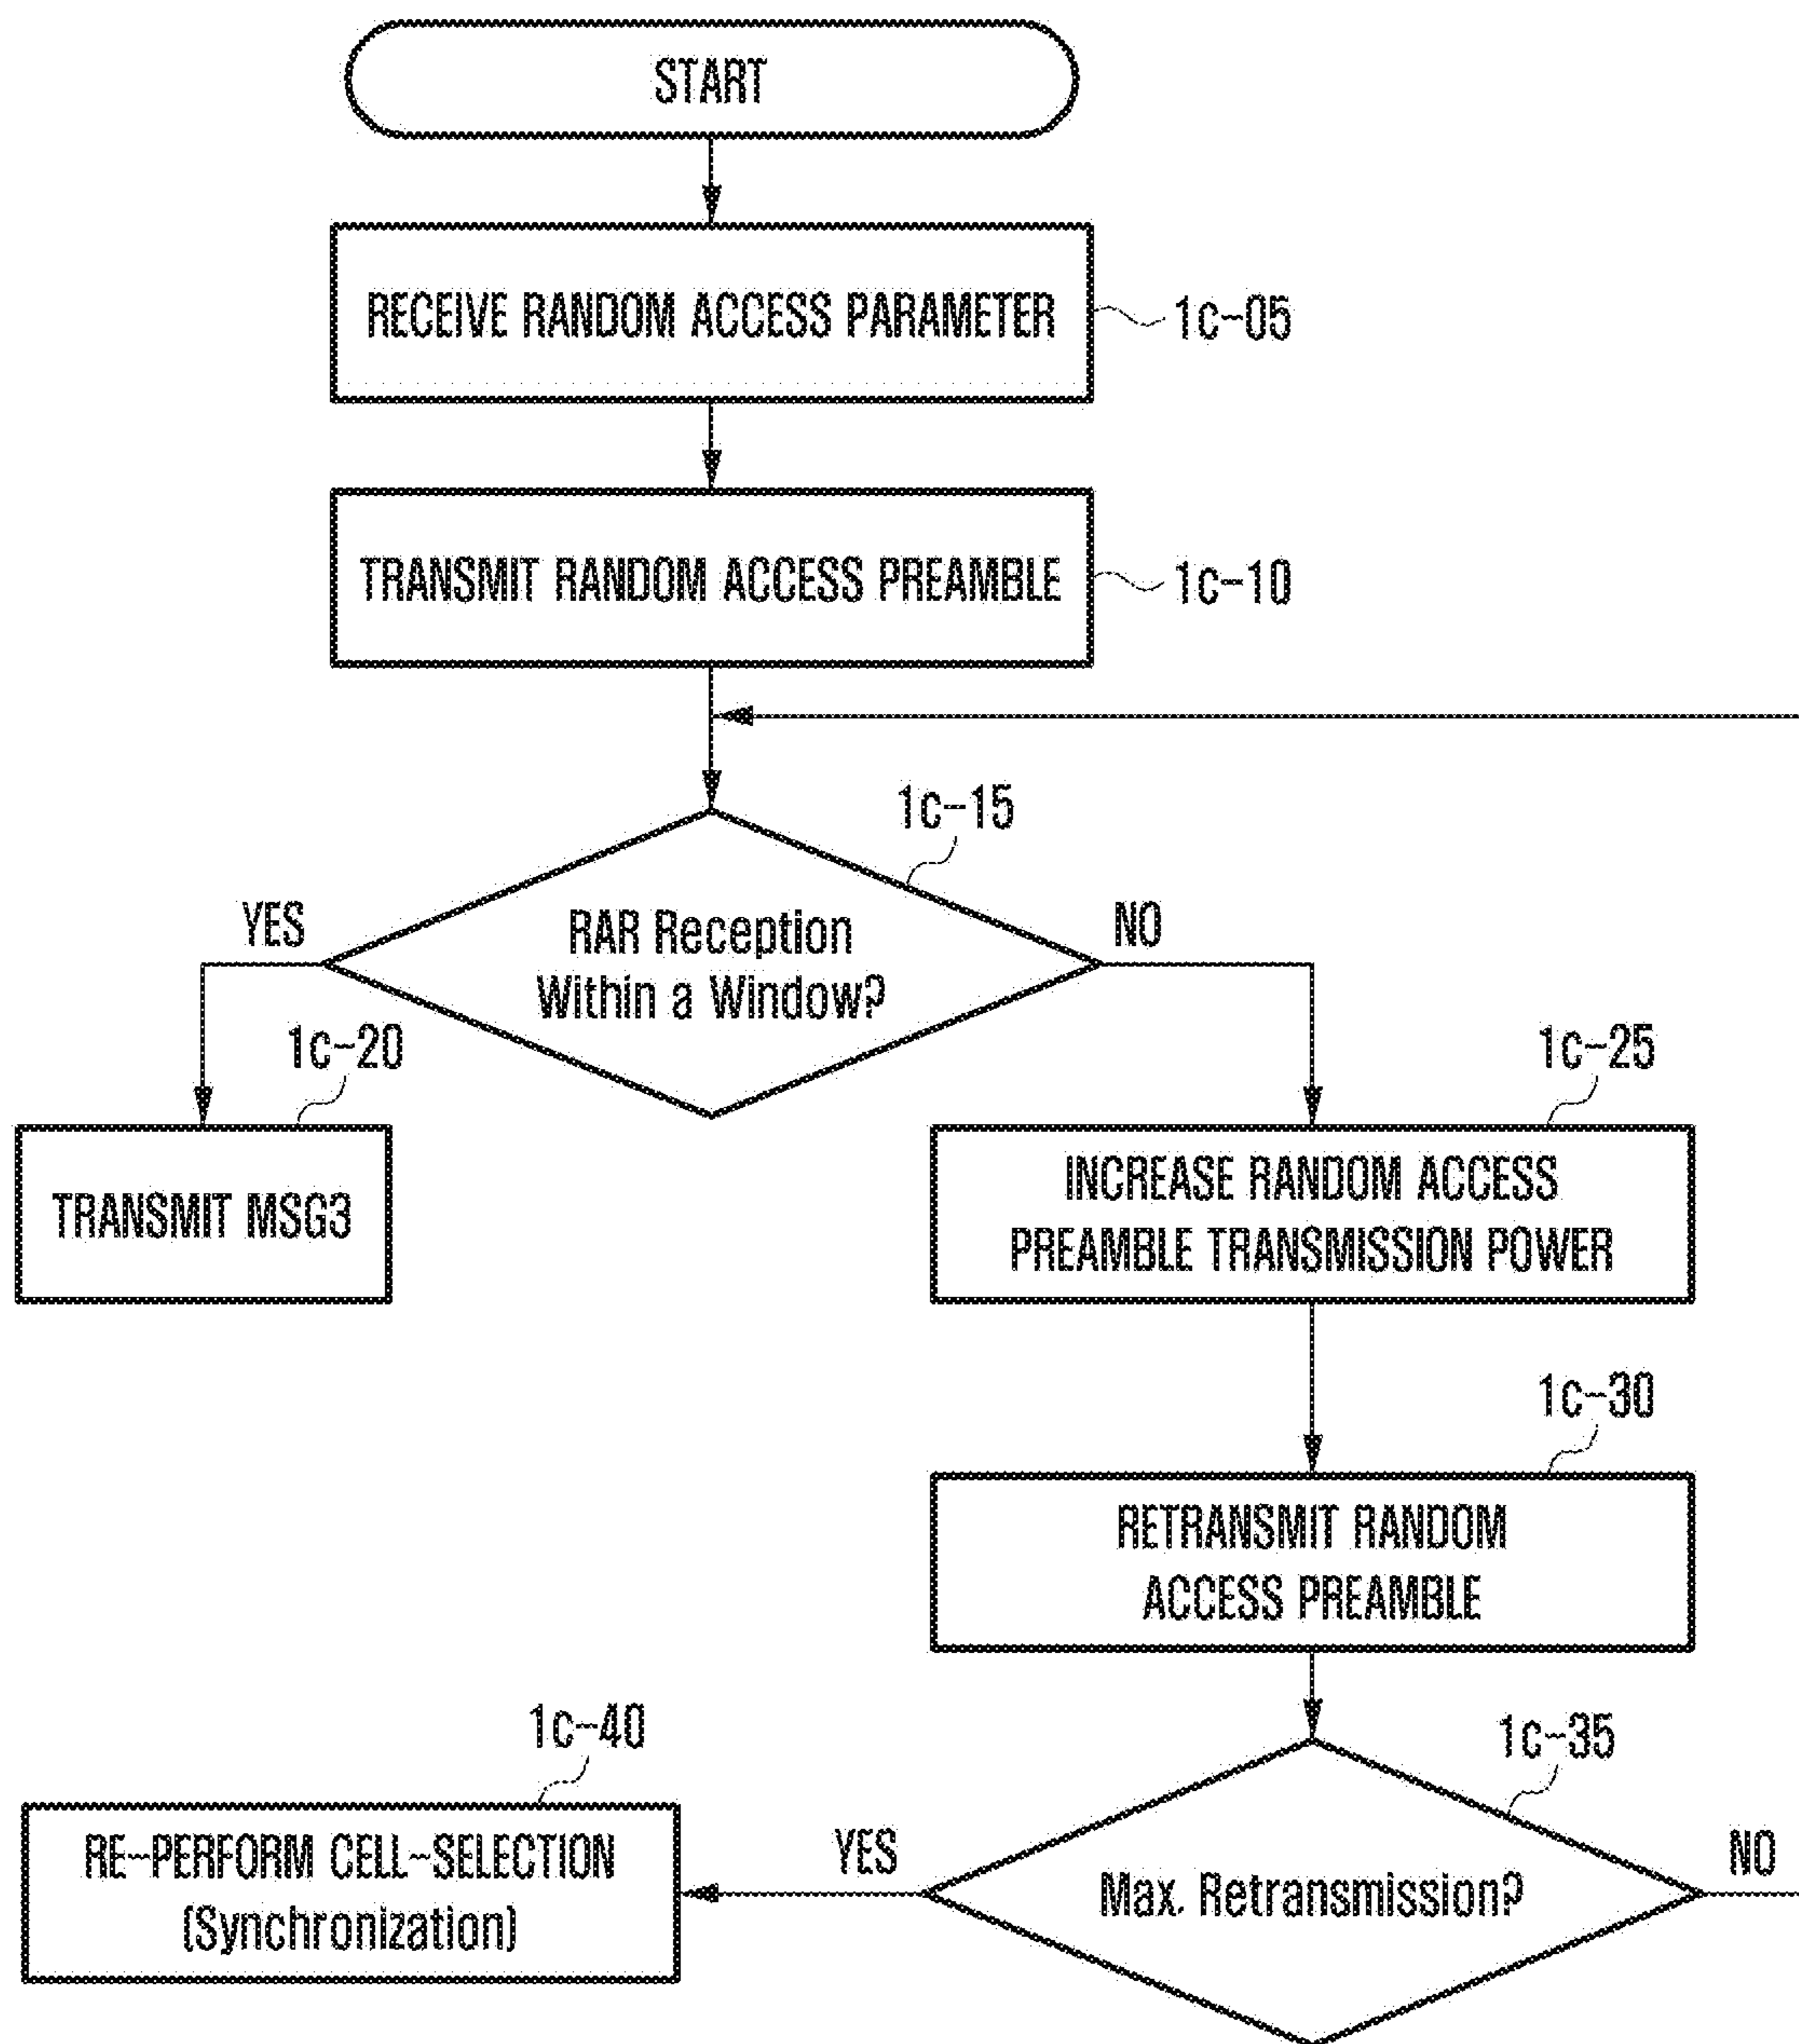 START
RECEIVE RANDOM ACCESS PARAMETER
1c-05
TRANSMIT RANDOM ACCESS PREAMBLE
1c-10
1c-15
YES
RAR Reception
Within a Window?
NO
1c-20
TRANSMIT MSG3
1c-25
INCREASE RANDOM ACCESS
PREAMBLE TRANSMISSION POWER
1c-30
RETRANSMIT RANDOM
ACCESS PREAMBLE
1c-40
RE-PERFORM CELL-SELECTION
(Synchronization)
YES
1c-35
Max. Retransmission?
NO